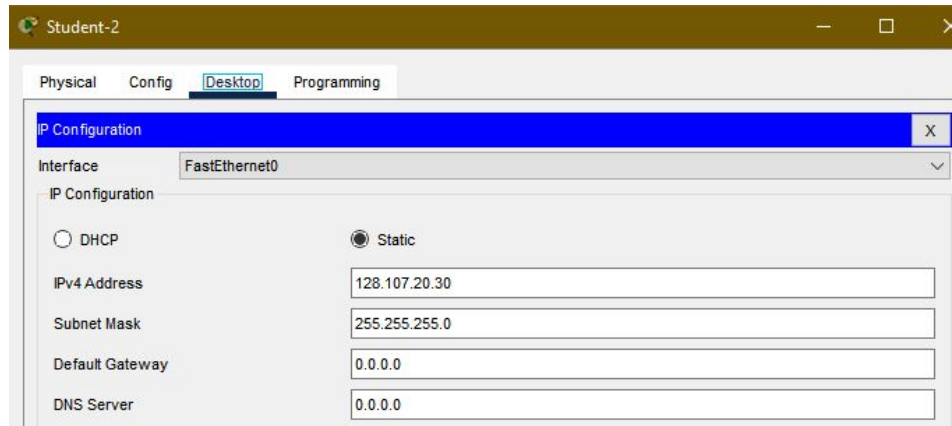 Student-2
Physical Config Desktop Programming
IP Configuration X
Interface FastEthernet0
IP Configuration
DHCP Static
IPv4 Address 128.107.20.30
Subnet Mask 255.255.255.0
Default Gateway 0.0.0.0
DNS Server 0.0.0.0